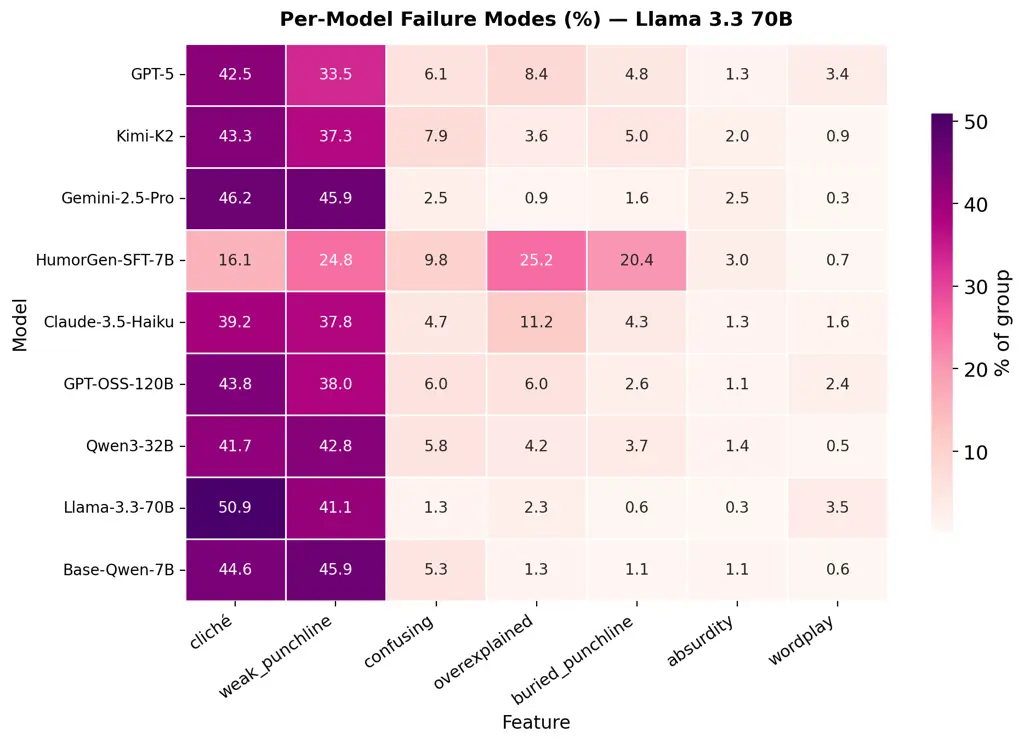 Per-Model Failure Modes (%) — Llama 3.3 70B
GPT-5 42.5 33.5 6.1 8.4 4.8 1.3 3.4
Kimi-K2 43.3 37.3 7.9 3.6 5.0 2.0 0.9
Gemini-2.5-Pro 46.2 45.9 2.5 0.9 1.6 2.5 0.3
HumorGen-SFT-7B 16.1 24.8 9.8 25.2 20.4 3.0 0.7
Claude-3.5-Haiku 39.2 37.8 4.7 11.2 4.3 1.3 1.6
GPT-OSS-120B 43.8 38.0 6.0 6.0 2.6 1.1 2.4
Qwen3-32B 41.7 42.8 5.8 4.2 3.7 1.4 0.5
Llama-3.3-70B 50.9 41.1 1.3 2.3 0.6 0.3 3.5
Base-Qwen-7B 44.6 45.9 5.3 1.3 1.1 1.1 0.6
cliché weak_punchline confusing overexplained buried_punchline absurdity wordplay
Feature
Model
50
40
30
20
10
% of group